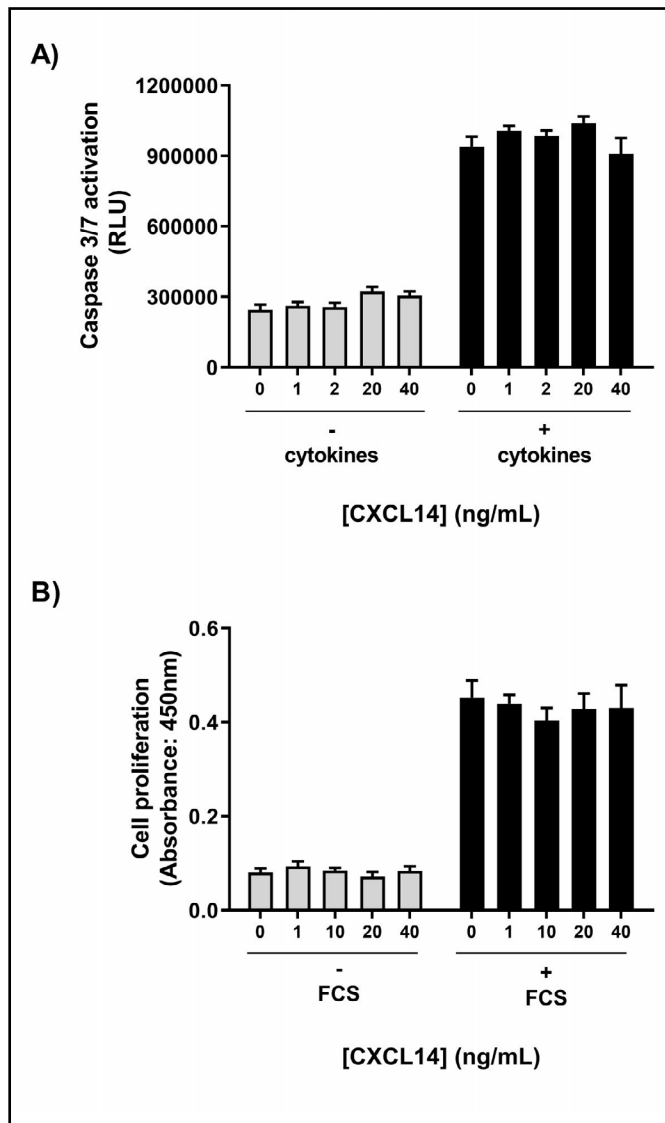 A)
Caspase 3/7 activation
(RLU)
1200000
900000
600000
300000
0
0 1 2 20 40 0 1 2 20 40
- +
cytokines cytokines
[CXCL14] (ng/mL)
B)
Cell proliferation
(Absorbance: 450nm)
0.6
0.4
0.2
0.0
0 1 10 20 40 0 1 10 20 40
- +
FCS FCS
[CXCL14] (ng/mL)